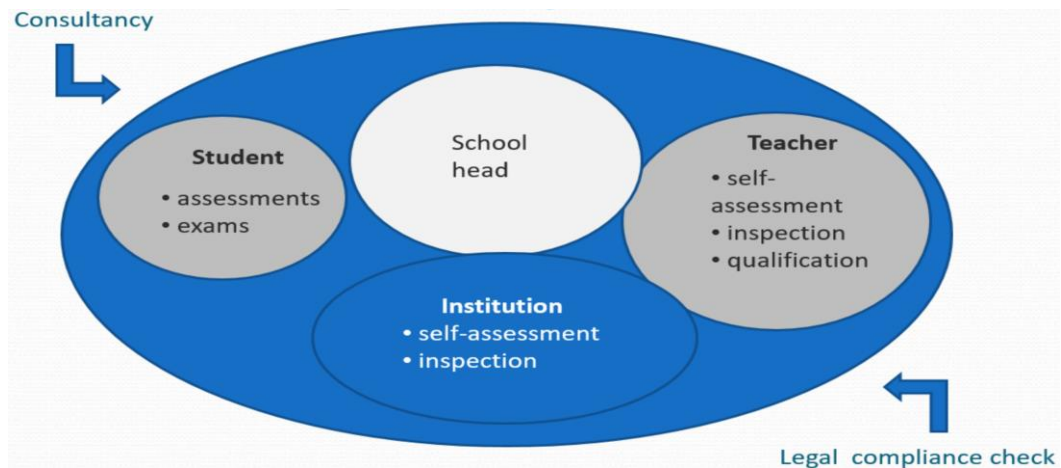 Consultancy
Student
• assessments
• exams
School
head
Teacher
• self-
assessment
• inspection
• qualification
Institution
• self-assessment
• inspection
Legal compliance check